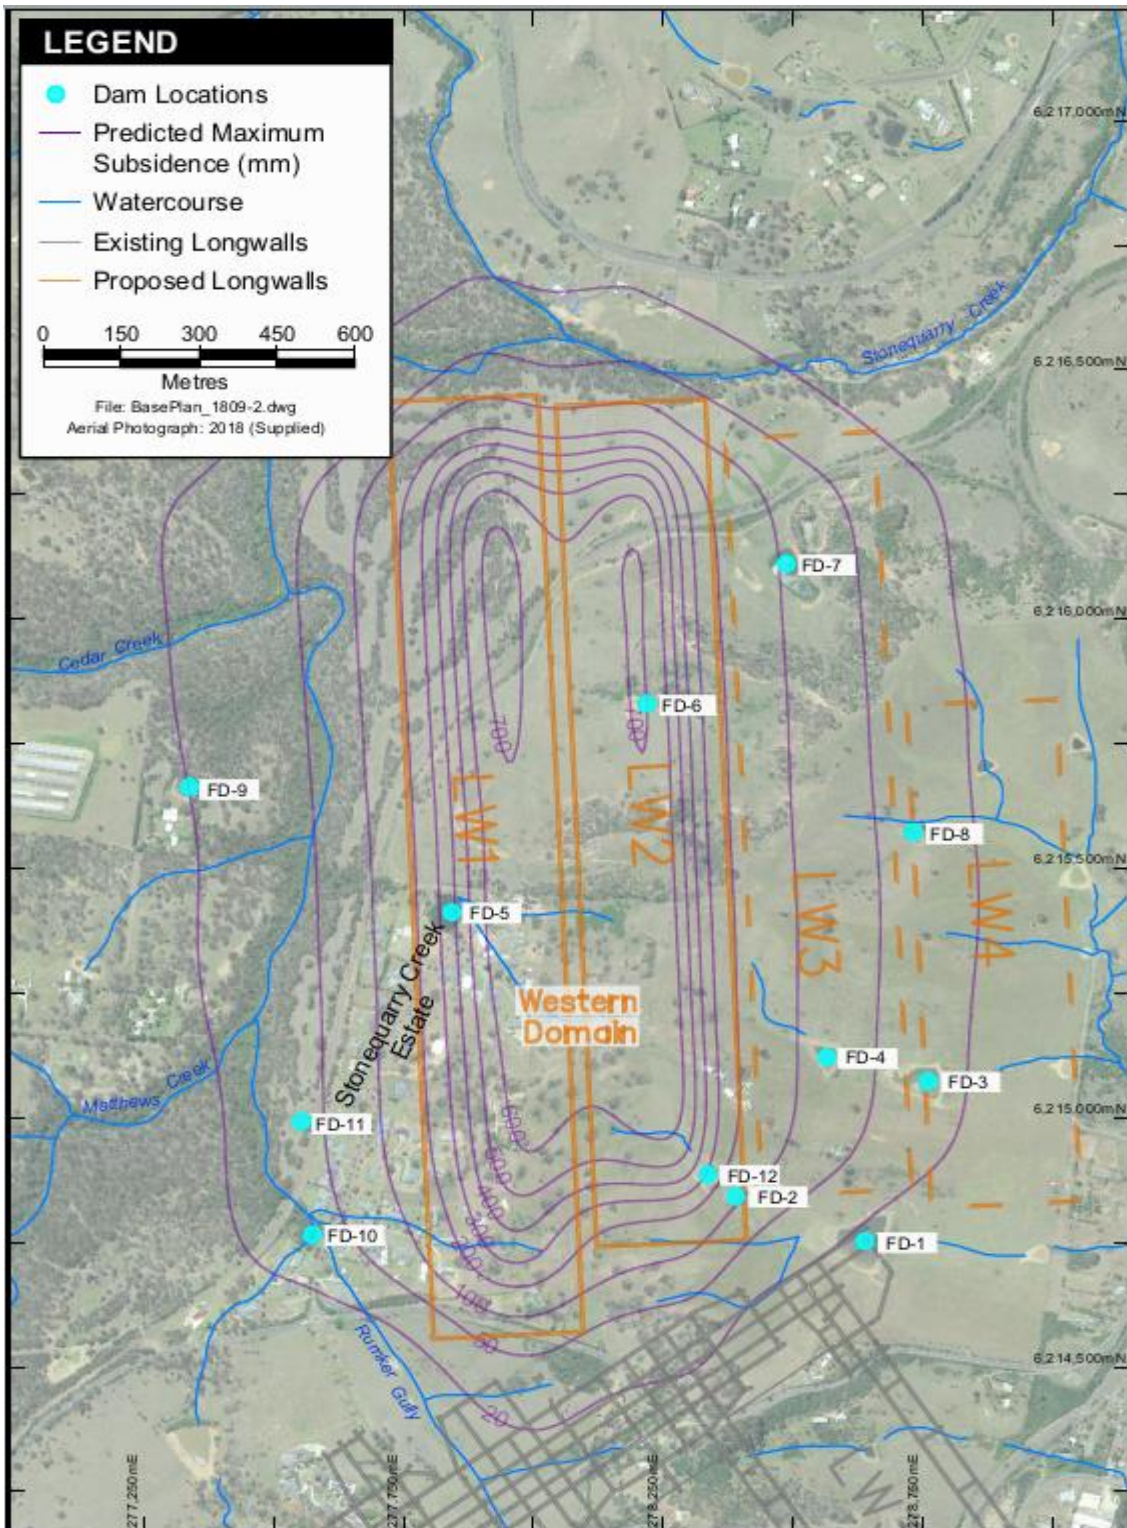 LEGEND
Dam Locations
Predicted Maximum
Subsidence (mm)
Watercourse
Existing Longwalls
Proposed Longwalls
0 150 300 450 600
Metres
File: BasePlan_1809-2.dwg
Aerial Photograph: 2018 (Supplied)
6,217,000mN
Stonequarry Creek
6,216,500mN
FD-7
6,216,000mN
Cedar Creek
FD-6
700
700
FD-9
LW1
LW2
FD-8
6,215,500mN
LW3
LW4
FD-5
Stonequarry Creek
Estate
Western
Domain
FD-4
FD-3
Matthews Creek
6,215,000mN
FD-11
600
500
FD-12
FD-2
400
300
FD-10
FD-1
200
100
50
6,214,500mN
Rumker Gully
20
277,250mE
277,750mE
278,250mE
278,750mE
LW